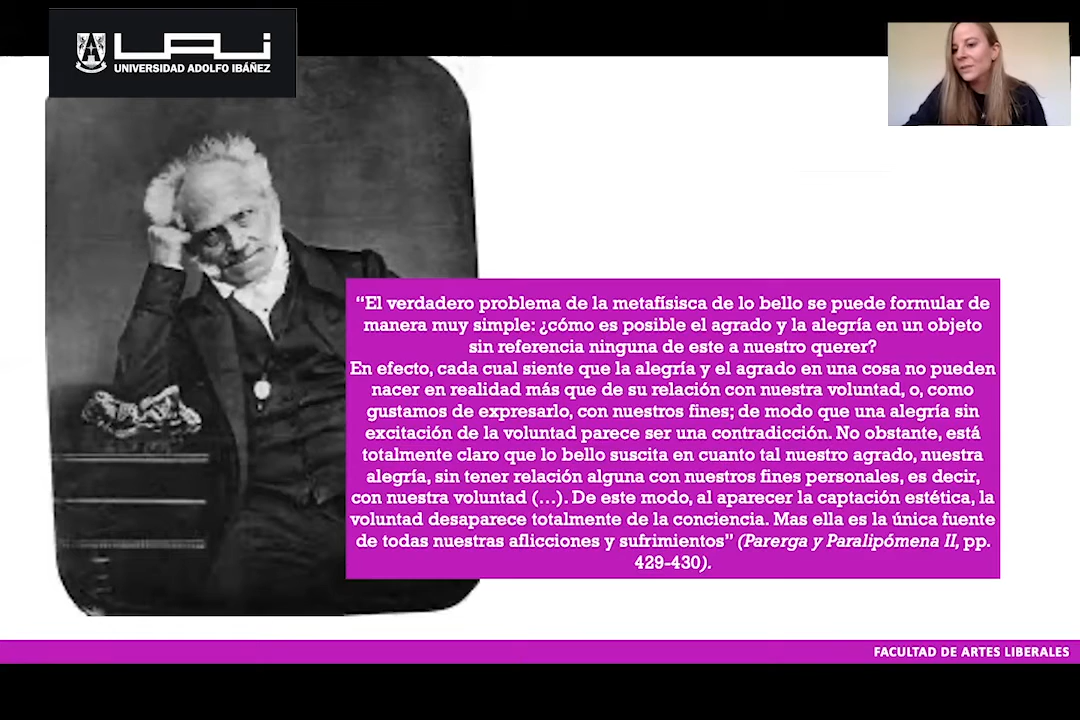 UAI
UNIVERSIDAD ADOLFO IBÁÑEZ
“El verdadero problema de la metafísisca de lo bello se puede formular de
manera muy simple: ¿cómo es posible el agrado y la alegría en un objeto
sin referencia ninguna de este a nuestro querer?
En efecto, cada cual siente que la alegría y el agrado en una cosa no pueden
nacer en realidad más que de su relación con nuestra voluntad, o, como
gustamos de expresarlo, con nuestros fines; de modo que una alegría sin
excitación de la voluntad parece ser una contradicción. No obstante, está
totalmente claro que lo bello suscita en cuanto tal nuestro agrado, nuestra
alegría, sin tener relación alguna con nuestros fines personales, es decir,
con nuestra voluntad (…). De este modo, al aparecer la captación estética, la
voluntad desaparece totalmente de la conciencia. Mas ella es la única fuente
de todas nuestras aflicciones y sufrimientos” (Parerga y Paralipómena II, pp.
429-430).
FACULTAD DE ARTES LIBERALES